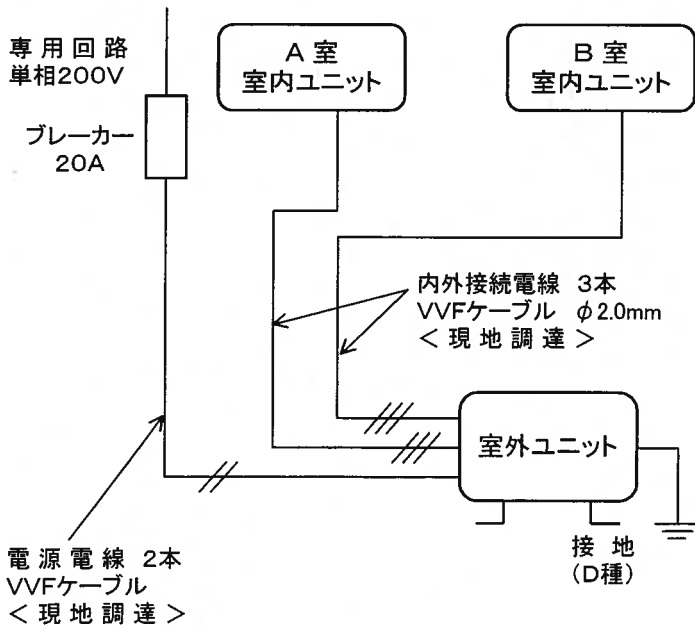 専用回路
単相200V
ブレーカー
20A
A室
室内ユニット
B室
室内ユニット
内外接続電線 3本
VVFケーブル φ2.0mm
<現地調達>
室外ユニット
接地
(D種)
電源電線 2本
VVFケーブル
<現地調達>